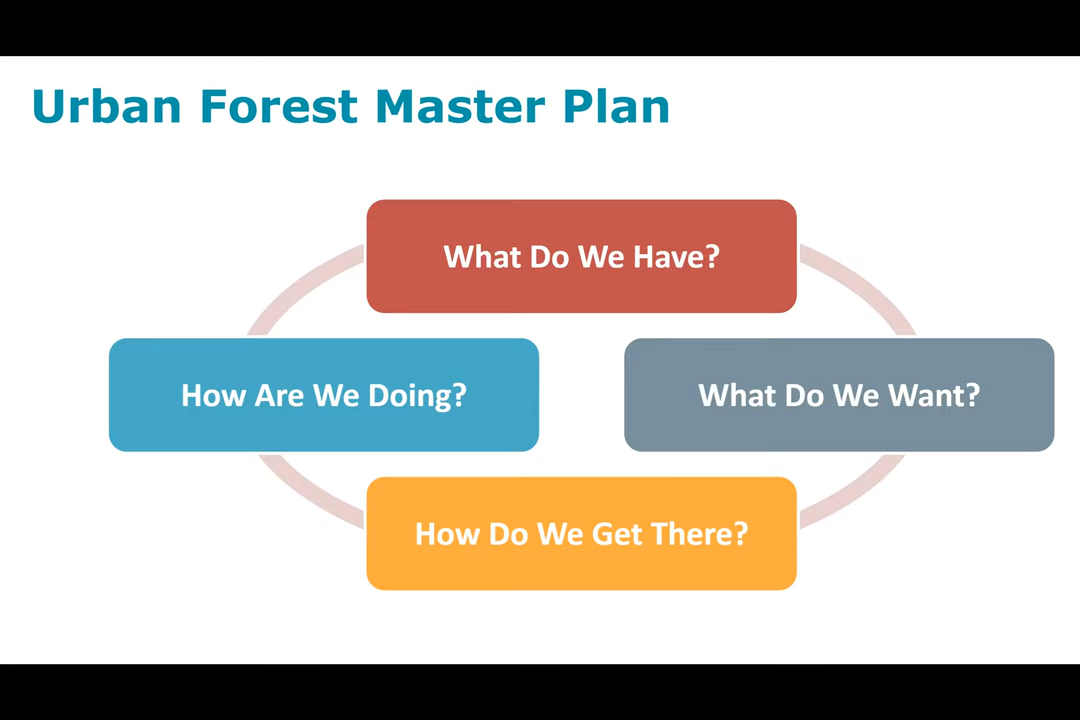 Urban Forest Master Plan
What Do We Have?
How Are We Doing?
What Do We Want?
How Do We Get There?